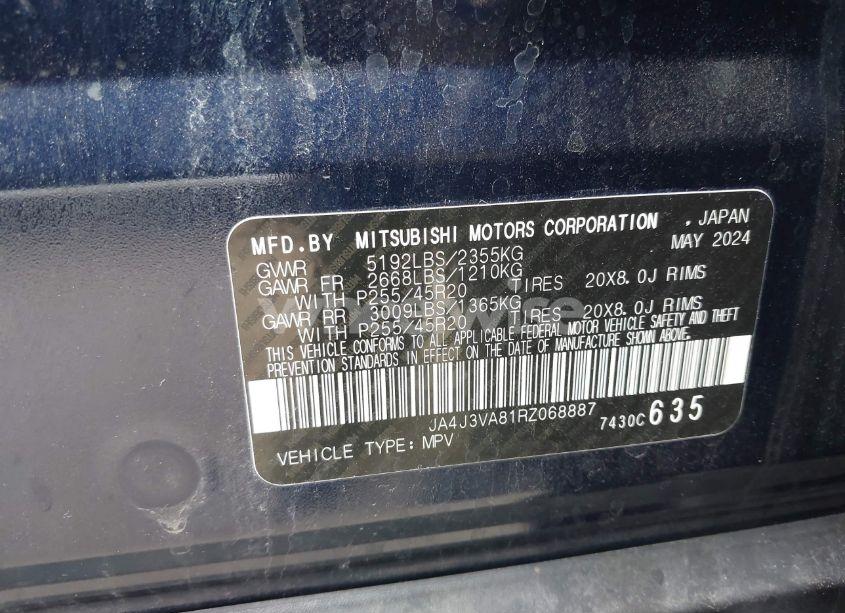 MFD.BY MITSUBISHI MOTORS CORPORATION . JAPAN
MAY 2024
GVWR 5192LBS/2355KG
GAWR FR 2668LBS/1210KG TIRES 20X8.0J RIMS
WITH P255/45R20
GAWR RR 3009LBS/1365KG TIRES 20X8.0J RIMS
WITH P255/45R20
THIS VEHICLE CONFORMS TO ALL APPLICABLE FEDERAL MOTOR VEHICLE SAFETY AND THEFT
PREVENTION STANDARDS IN EFFECT ON THE DATE OF MANUFACTURE SHOWN ABOVE.
JA4J3VA81RZ068887
7430C635
VEHICLE TYPE: MPV